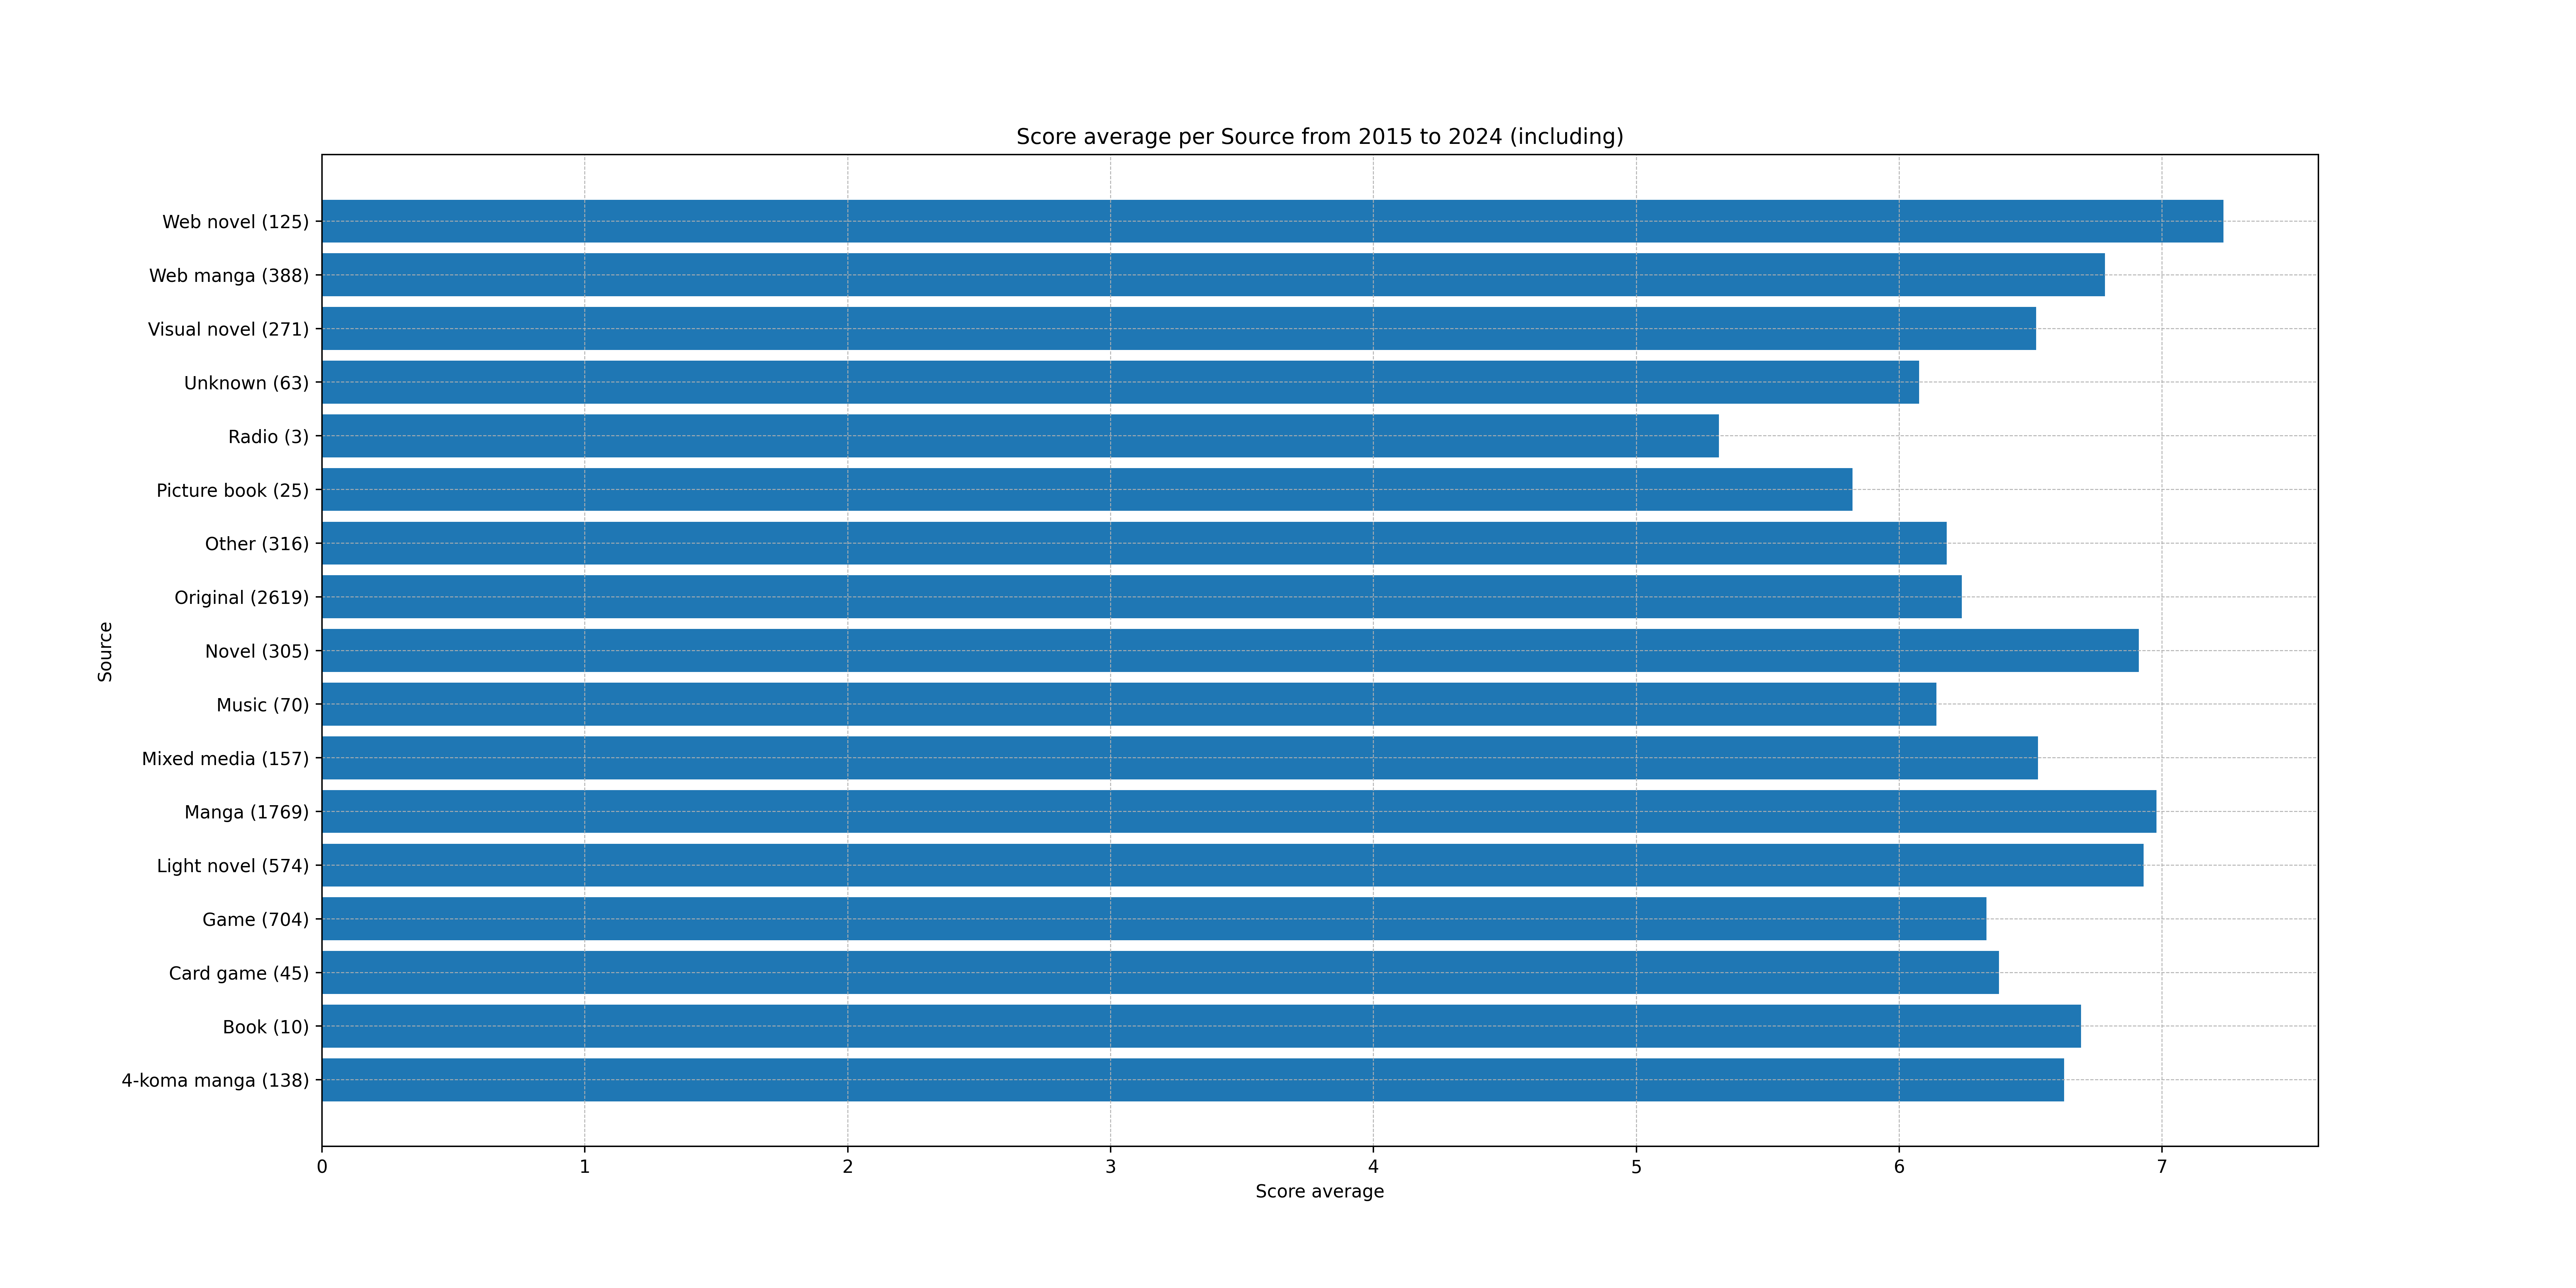 Score average per Source from 2015 to 2024 (including)
Source
Web novel (125)
Web manga (388)
Visual novel (271)
Unknown (63)
Radio (3)
Picture book (25)
Other (316)
Original (2619)
Novel (305)
Music (70)
Mixed media (157)
Manga (1769)
Light novel (574)
Game (704)
Card game (45)
Book (10)
4-koma manga (138)
0 1 2 3 4 5 6 7
Score average